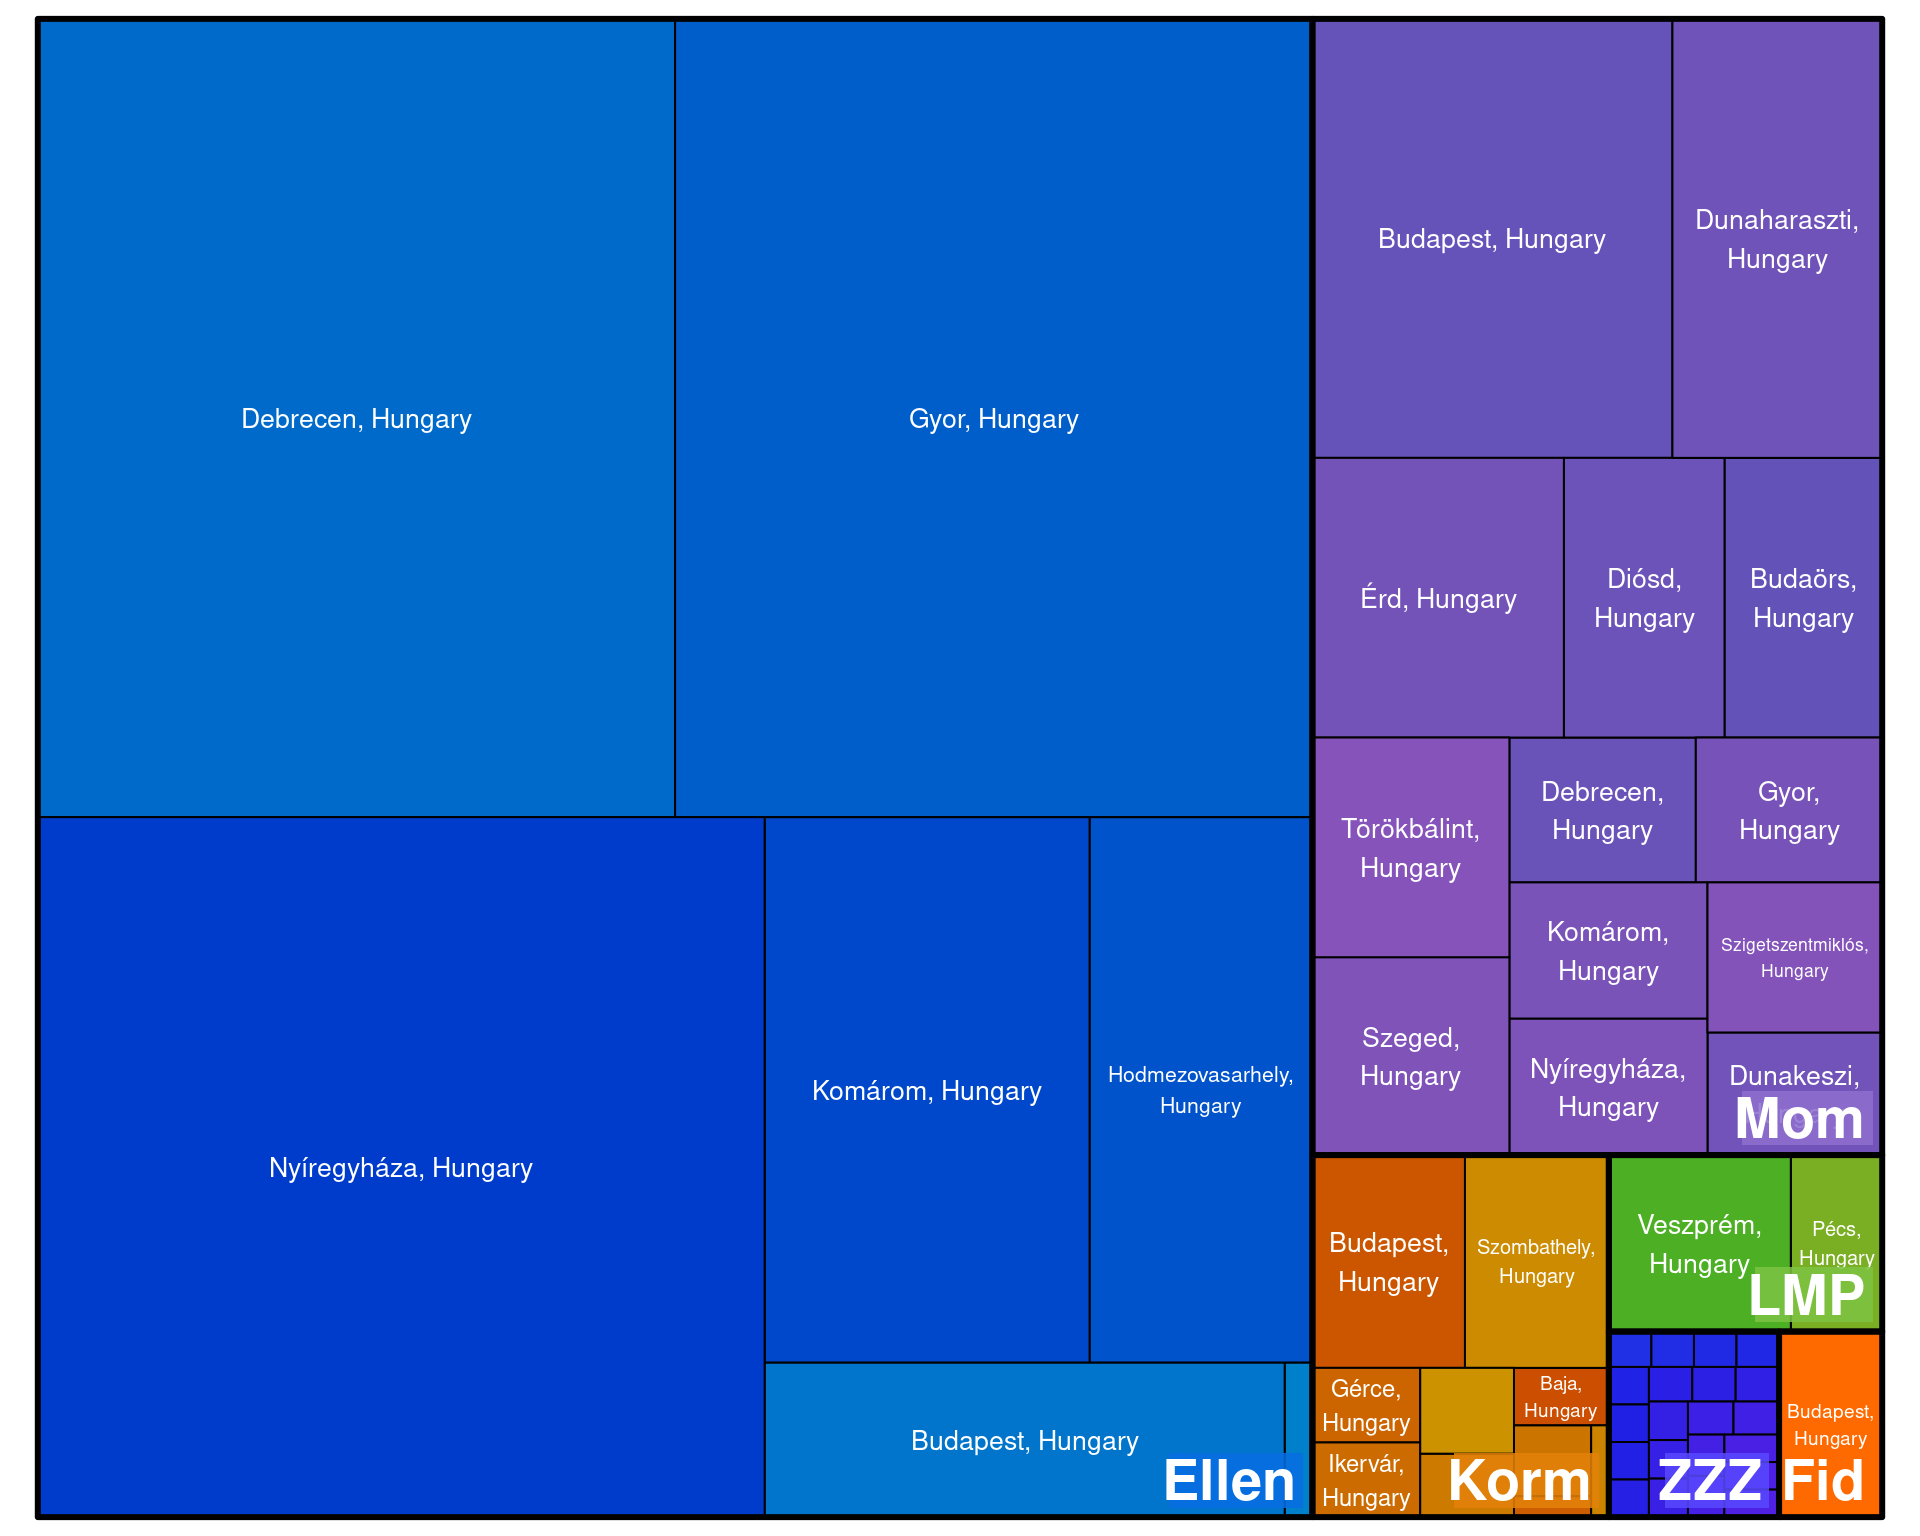 Debrecen, Hungary
Gyor, Hungary
Nyíregyháza, Hungary
Komárom, Hungary
Hodmezovasarhely,
Hungary
Budapest, Hungary
Ellen
Budapest, Hungary
Dunaharaszti,
Hungary
Érd, Hungary
Diósd,
Hungary
Budaörs,
Hungary
Törökbálint,
Hungary
Debrecen,
Hungary
Gyor,
Hungary
Szeged,
Hungary
Komárom,
Hungary
Szigetszentmiklós,
Hungary
Nyíregyháza,
Hungary
Dunakeszi,
Mom
Budapest,
Hungary
Szombathely,
Hungary
Gérce,
Hungary
Baja,
Hungary
Ikervár,
Hungary
Korm
Veszprém,
Hungary
Pécs,
Hungary
LMP
ZZZ
Budapest,
Hungary
Fid